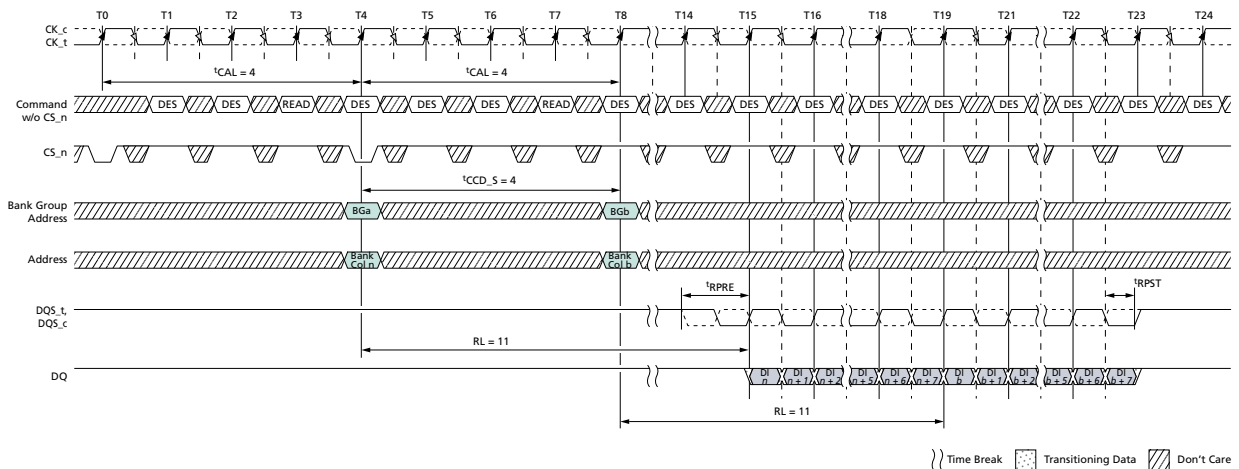 T0 T1 T2 T3 T4 T5 T6 T7 T8 T14 T15 T16 T18 T19 T21 T22 T23 T24
CK_c
CK_t
tCAL = 4 tCAL = 4
Command
w/o CS_n
DES DES READ DES DES DES READ DES DES DES DES DES DES DES DES DES DES
CS_n
tCCD_S = 4
Bank Group
Address
BGa BGb
Address
Bank
Col n
Bank
Col b
tRPRE tRPST
DQS_t,
DQS_c
RL = 11
DQ
DI
n
DI
n + 1
DI
n + 2
DI
n + 5
DI
n + 6
DI
n + 7
DI
b
DI
b + 1
DI
b + 2
DI
b + 5
DI
b + 6
DI
b + 7
RL = 11
Time Break Transitioning Data Don't Care